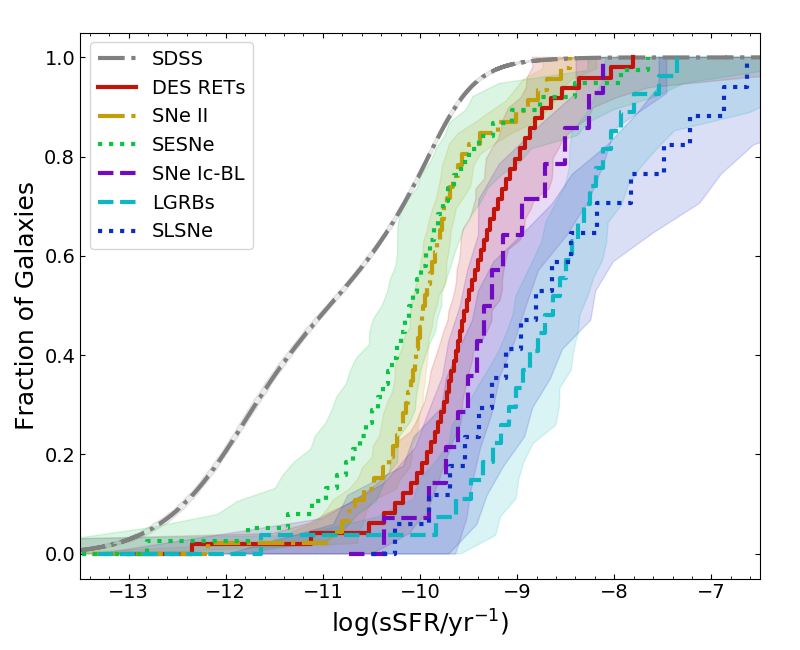 SDSS
DES RETs
SNe II
SESNe
SNe Ic-BL
LGRBs
SLSNe
Fraction of Galaxies
1.0
0.8
0.6
0.4
0.2
0.0
−13 −12 −11 −10 −9 −8 −7
log(sSFR/yr⁻¹)